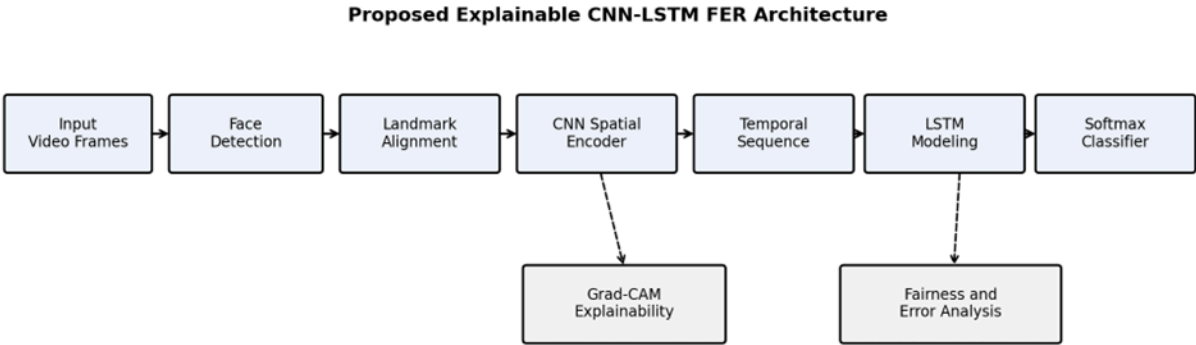 Proposed Explainable CNN-LSTM FER Architecture
Input
Video Frames
Face
Detection
Landmark
Alignment
CNN Spatial
Encoder
Temporal
Sequence
LSTM
Modeling
Softmax
Classifier
Grad-CAM
Explainability
Fairness and
Error Analysis